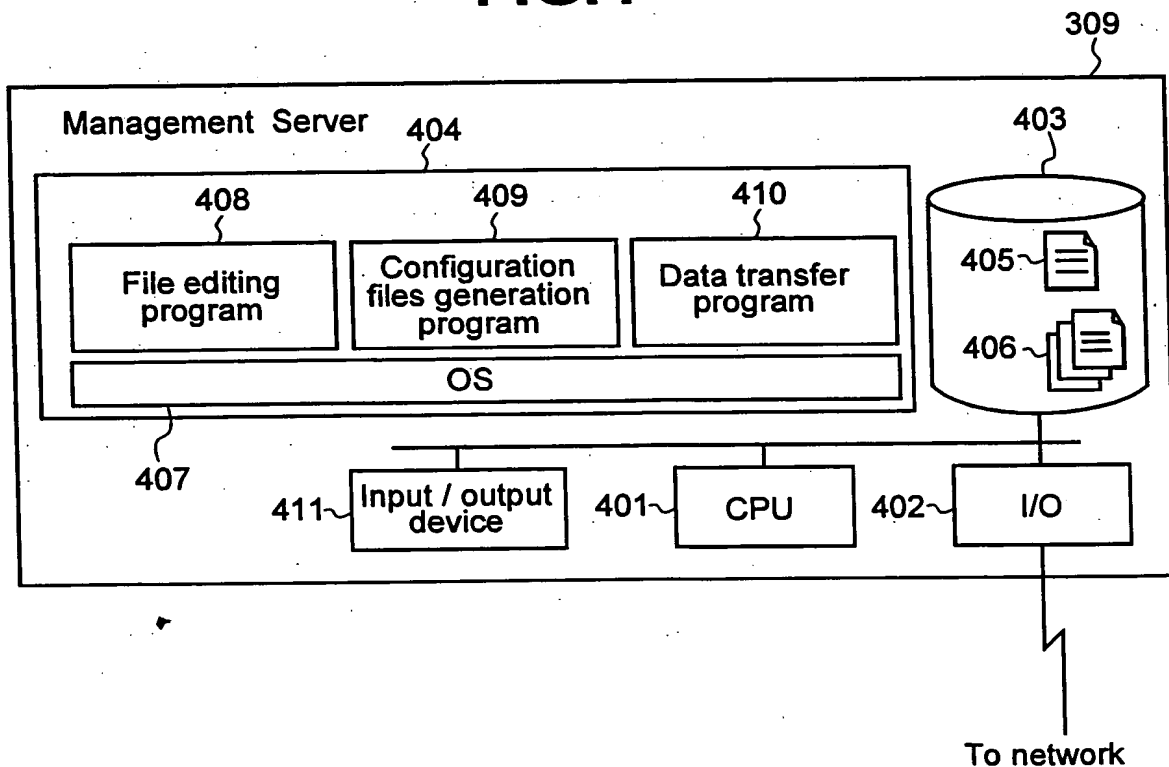 309
Management Server
404
403
408
409
410
File editing
program
Configuration
files generation
program
Data transfer
program
405
406
OS
407
411
Input / output
device
401
CPU
402
I/O
To network